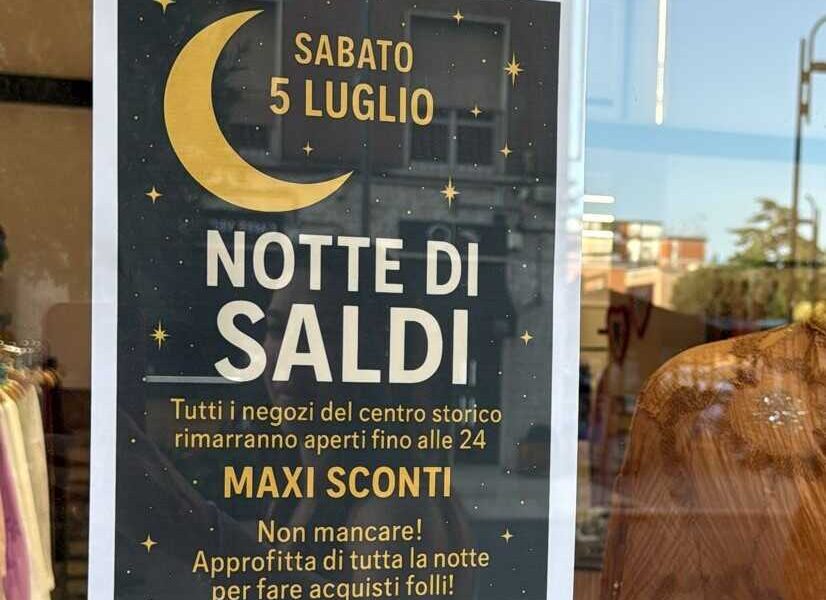 SABATO
5 LUGLIO
NOTTE DI
SALDI
Tutti i negozi del centro storico
rimarranno aperti fino alle 24
MAXI SCONTI
Non mancare!
Approfitta di tutta la notte
per fare acquisti folli!